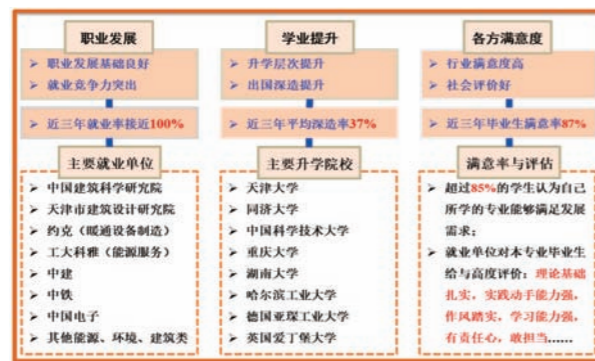 职业发展
➢ 职业发展基础良好
➢ 就业竞争力突出
➢ 近三年就业率接近100%
主要就业单位
➢ 中国建筑科学研究院
➢ 天津市建筑设计研究院
➢ 约克（暖通设备制造）
➢ 工大科雅（能源服务）
➢ 中建
➢ 中铁
➢ 中国电子
➢ 其他能源、环境、建筑类
学业提升
➢ 升学层次提升
➢ 出国深造提升
➢ 近三年平均深造率37%
主要升学院校
➢ 天津大学
➢ 同济大学
➢ 中国科学技术大学
➢ 重庆大学
➢ 湖南大学
➢ 哈尔滨工业大学
➢ 德国亚琛工业大学
➢ 英国爱丁堡大学
各方满意度
➢ 行业满意度高
➢ 社会评价好
➢ 近三年毕业生满意率87%
满意率与评估
➢ 超过85%的学生认为自己
所学的专业能够满足发展
需求；
➢ 就业单位对本专业毕业生
给与高度评价：理论基础
扎实，实践动手能力强，
作风踏实，学习能力强，
有责任心，敢担当……